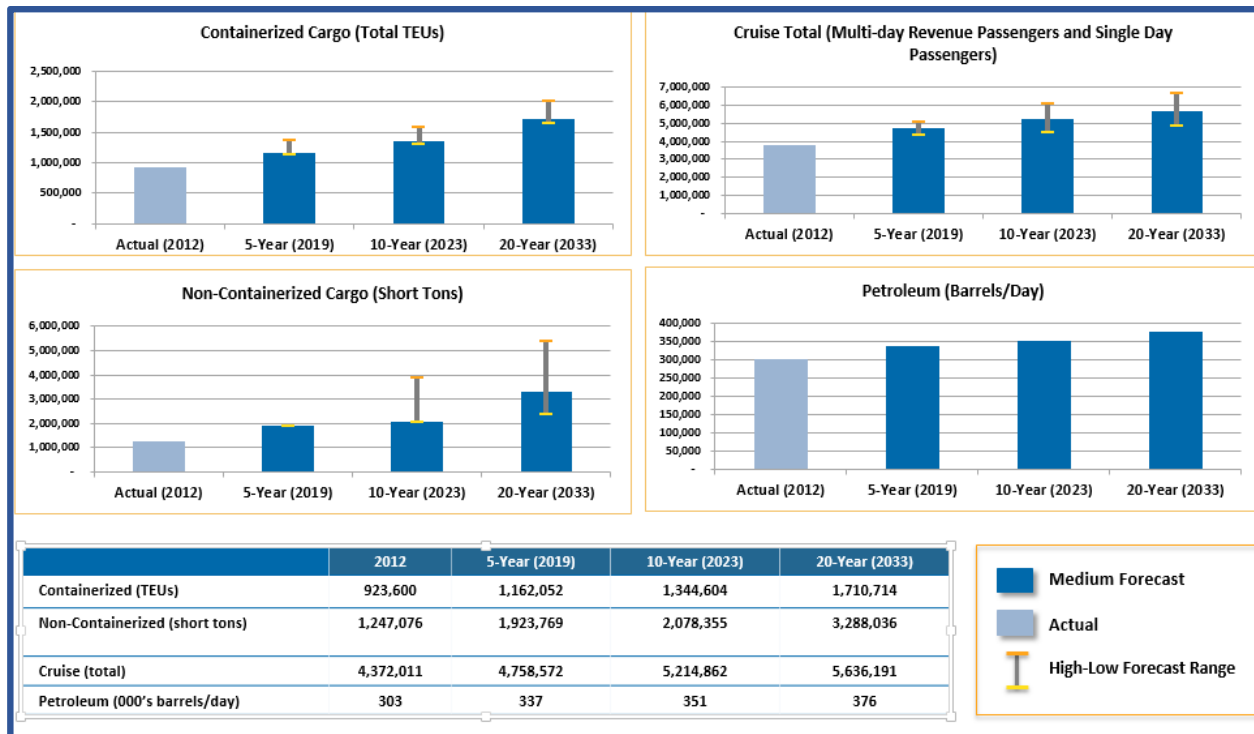 Containerized Cargo (Total TEUs)
2,500,000
2,000,000
1,500,000
1,000,000
500,000
-
Actual (2012) 5-Year (2019) 10-Year (2023) 20-Year (2033)
Cruise Total (Multi-day Revenue Passengers and Single Day
Passengers)
7,000,000
6,000,000
5,000,000
4,000,000
3,000,000
2,000,000
1,000,000
-
Actual (2012) 5-Year (2019) 10-Year (2023) 20-Year (2033)
Non-Containerized Cargo (Short Tons)
6,000,000
5,000,000
4,000,000
3,000,000
2,000,000
1,000,000
-
Actual (2012) 5-Year (2019) 10-Year (2023) 20-Year (2033)
Petroleum (Barrels/Day)
400,000
350,000
300,000
250,000
200,000
150,000
100,000
50,000
-
Actual (2012) 5-Year (2019) 10-Year (2023) 20-Year (2033)
2012 5-Year (2019) 10-Year (2023) 20-Year (2033)
Containerized (TEUs) 923,600 1,162,052 1,344,604 1,710,714
Non-Containerized (short tons) 1,247,076 1,923,769 2,078,355 3,288,036
Cruise (total) 4,372,011 4,758,572 5,214,862 5,636,191
Petroleum (000's barrels/day) 303 337 351 376
Medium Forecast
Actual
High-Low Forecast Range